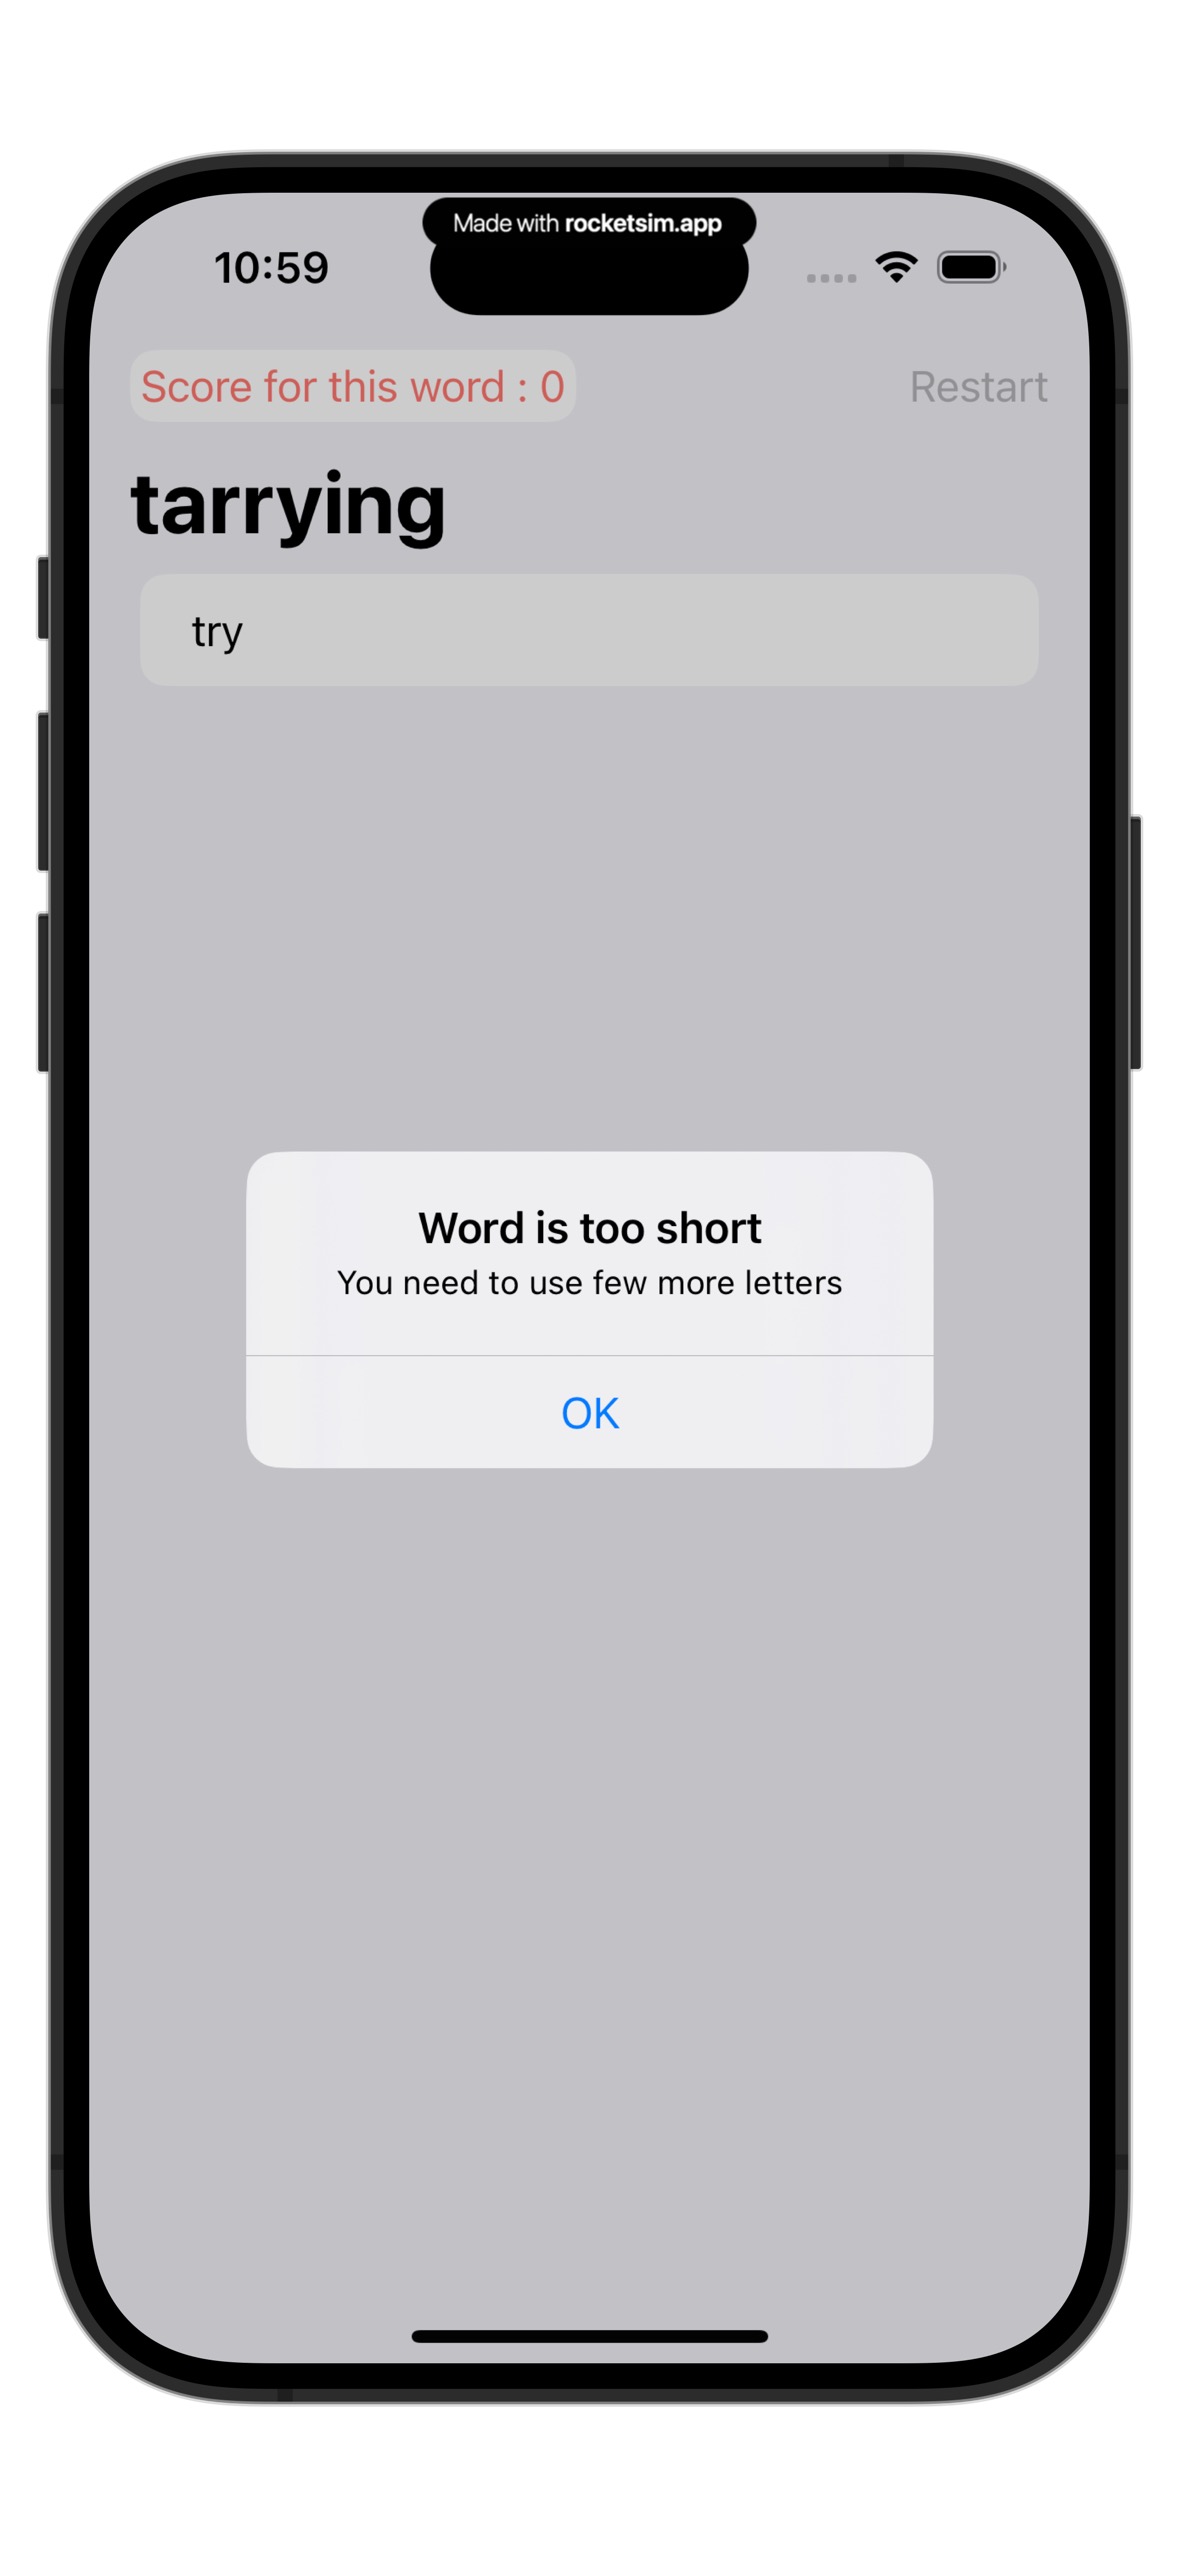 Made with rocketsim.app
10:59
Score for this word : 0
Restart
tarrying
try
Word is too short
You need to use few more letters
OK